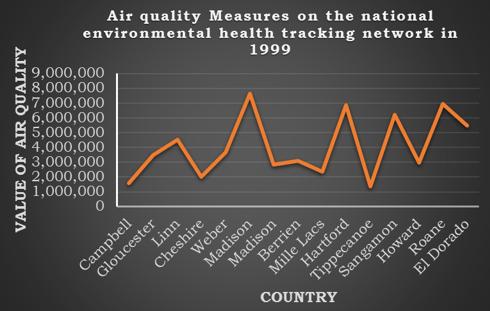 Air quality Measures on the national
environmental health tracking network in
1999
VALUE OF AIR QUALITY
9,000,000
8,000,000
7,000,000
6,000,000
5,000,000
4,000,000
3,000,000
2,000,000
1,000,000
0
Campbell
Gloucester
Linn
Cheshire
Weber
Madison
Madison
Berrien
Mille Lacs
Hartford
Tippecanoe
Sangamon
Howard
Roane
El Dorado
COUNTRY